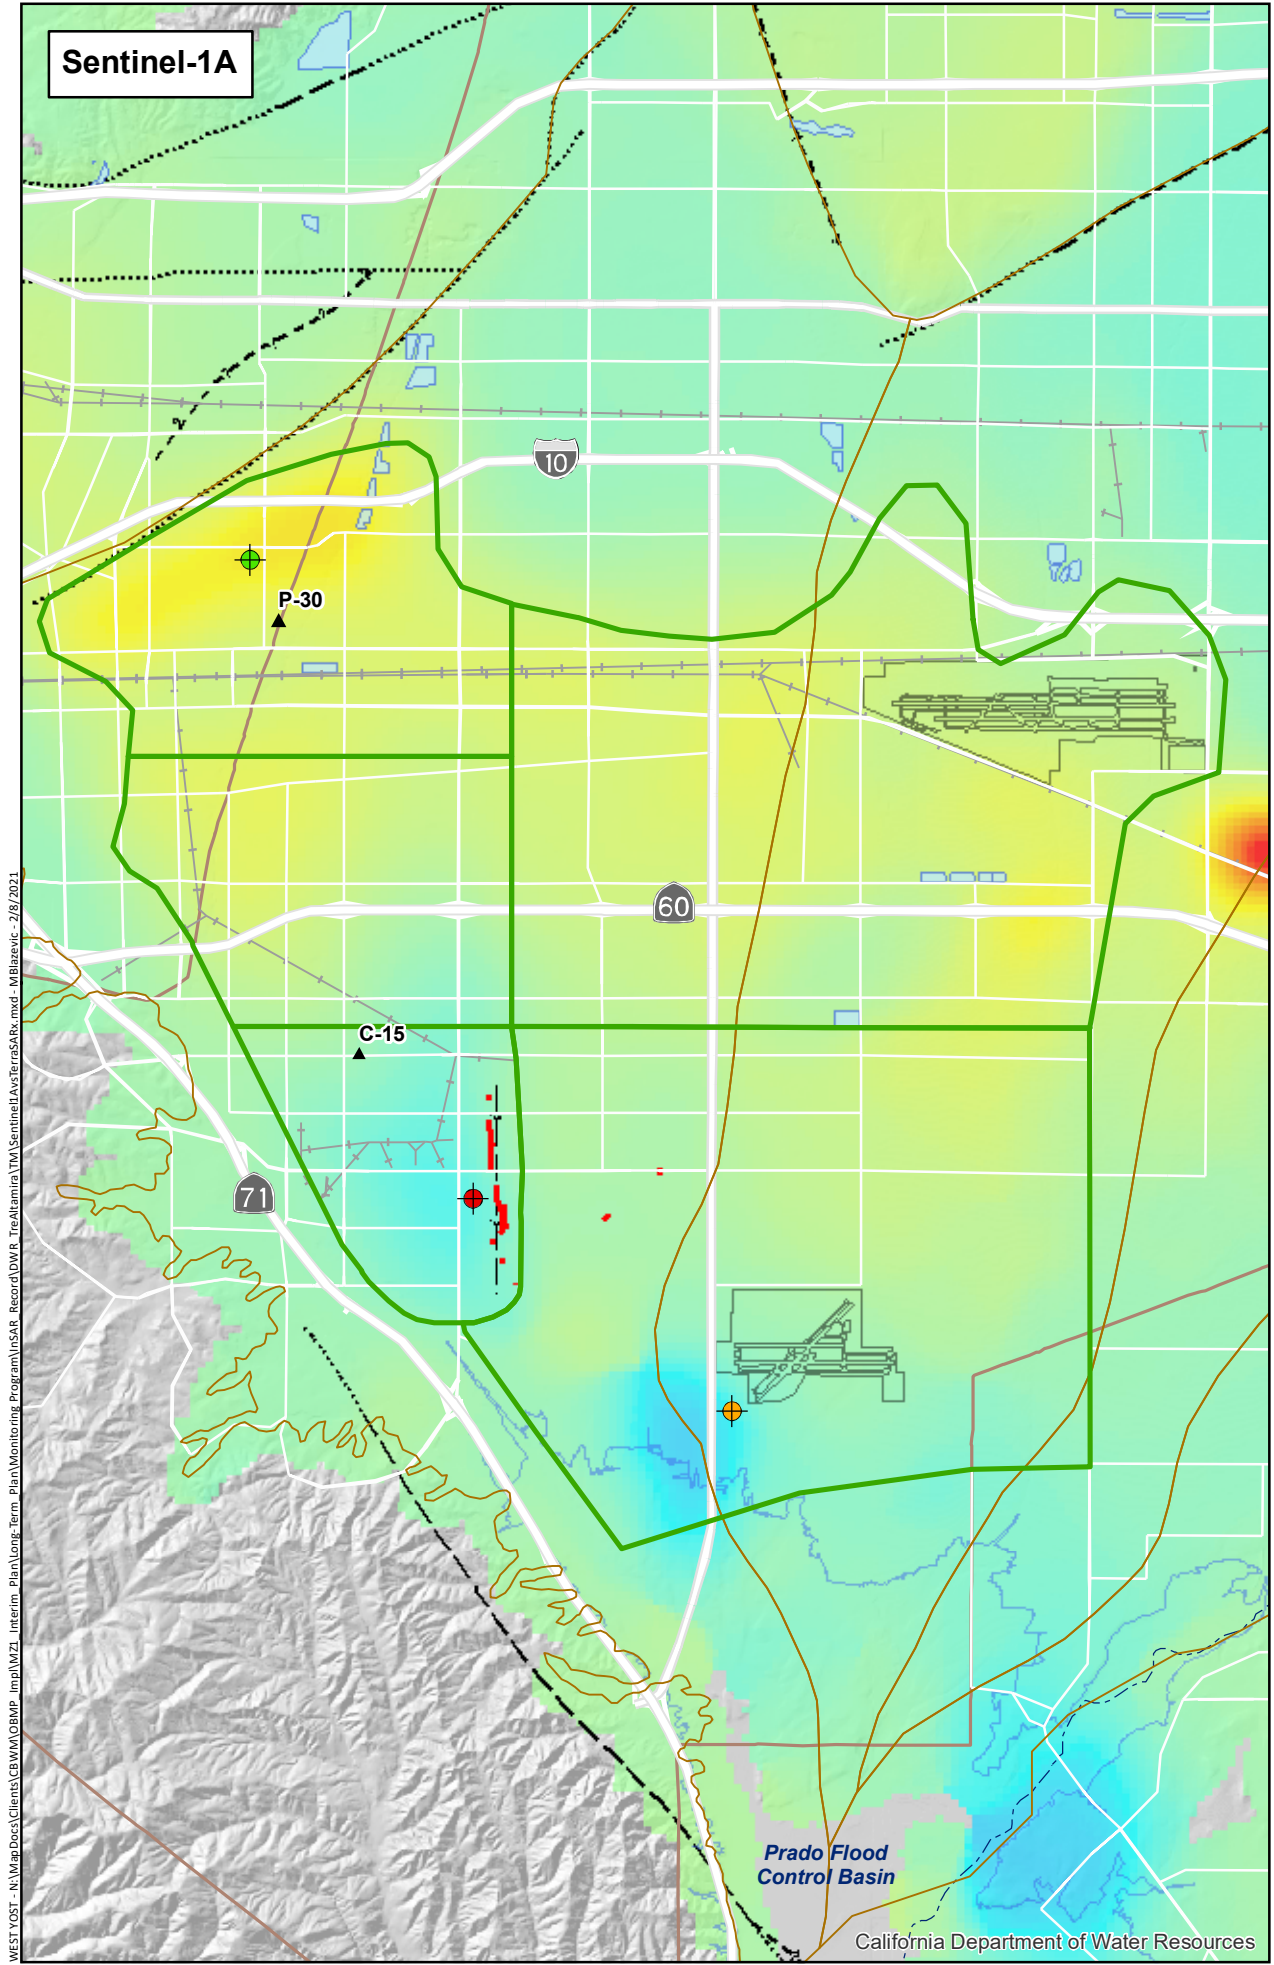 Sentinel-1A
10
P-30
60
C-15
71
Prado Flood
Control Basin
California Department of Water Resources
WEST YOST - N:\MapDocs\Clients\CBWM\OBMP_Impl\MZ1_Interim_Plan\Long-Term_Plan\Monitoring Program\InSAR_Record\DWR_TreAltamira\TM\Sentinel1AvsTerraSARx.mxd - MBlazevic - 2/8/2021